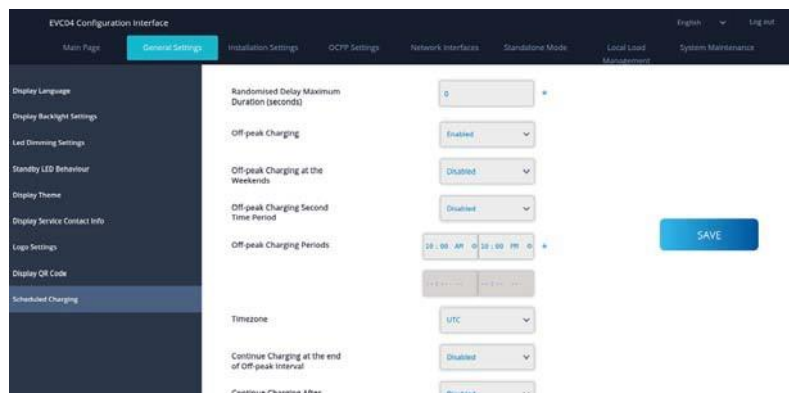 EVC04 Configuration Interface
English
Log out
Main Page
General Settings
Installation Settings
OCPP Settings
Network Interfaces
Standalone Mode
Local Load
Management
System Maintenance
Display Language
Display Backlight Settings
Led Dimming Settings
Standby LED Behaviour
Display Theme
Display Service Contact Info
Logo Settings
Display QR Code
Scheduled Charging
Randomised Delay Maximum
Duration (seconds)
0
*
Off-peak Charging
Enabled
Off-peak Charging at the
Weekends
Disabled
Off-peak Charging Second
Time Period
Disabled
Off-peak Charging Periods
10:00 PM
*
SAVE
Timezone
UTC
Continue Charging at the end
of Off-peak Interval
Disabled
Continue Charging After